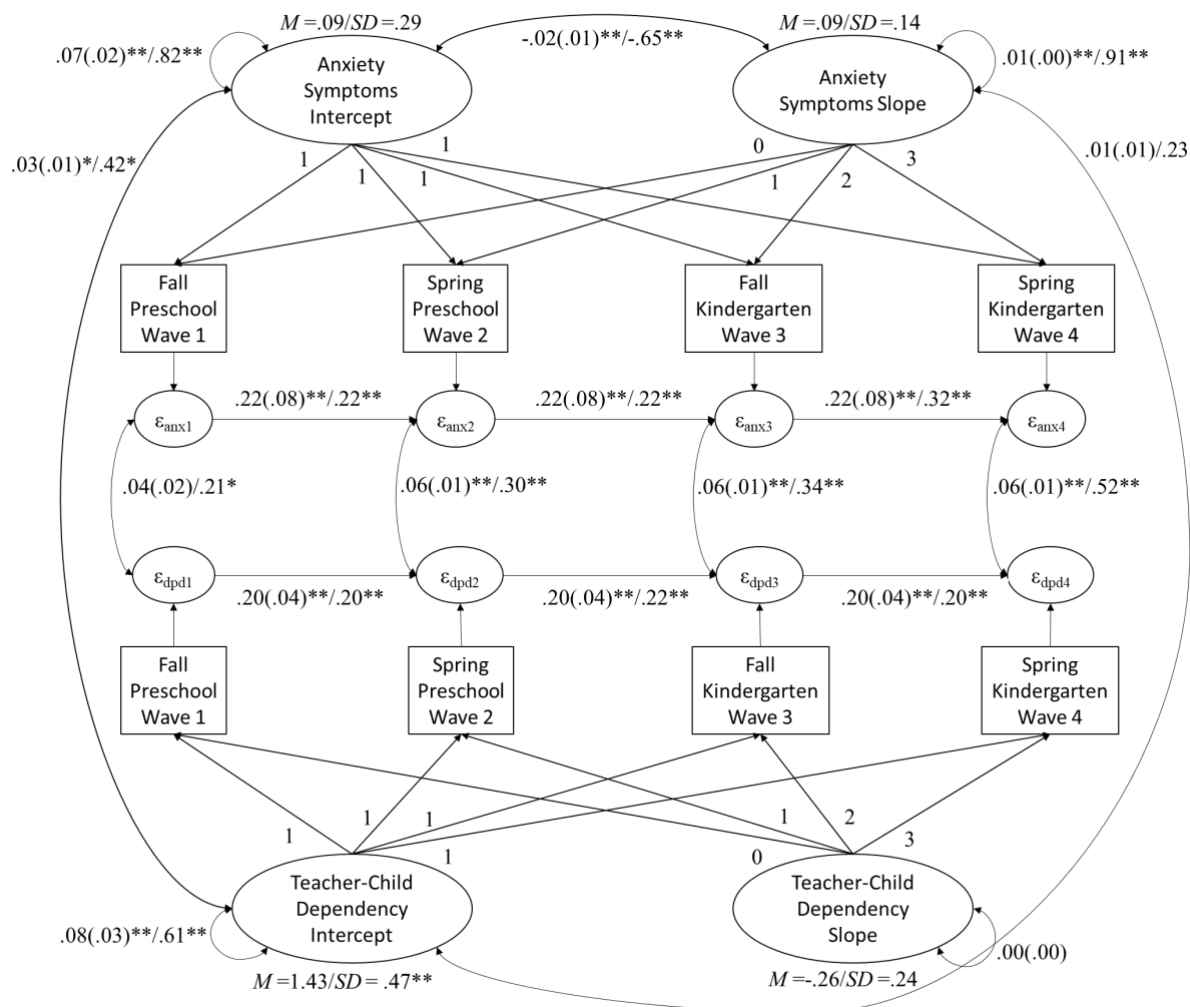 M =.09/SD =.29
M =.09/SD =.14
.07(.02)**/.82**
-.02(.01)**/-.65**
.01(.00)**/.91**
Anxiety
Symptoms
Intercept
Anxiety
Symptoms Slope
.03(.01)*/.42*
.01(.01)/.23
1
1
1
1
0
1
2
3
Fall
Preschool
Wave 1
Spring
Preschool
Wave 2
Fall
Kindergarten
Wave 3
Spring
Kindergarten
Wave 4
εanx1
.22(.08)**/.22**
εanx2
.22(.08)**/.22**
εanx3
.22(.08)**/.32**
εanx4
.04(.02)/.21*
.06(.01)**/.30**
.06(.01)**/.34**
.06(.01)**/.52**
εdpd1
.20(.04)**/.20**
εdpd2
.20(.04)**/.22**
εdpd3
.20(.04)**/.20**
εdpd4
Fall
Preschool
Wave 1
Spring
Preschool
Wave 2
Fall
Kindergarten
Wave 3
Spring
Kindergarten
Wave 4
1
1
1
1
0
1
2
3
Teacher-Child
Dependency
Intercept
Teacher-Child
Dependency
Slope
.08(.03)**/.61**
.00(.00)
M =1.43/SD = .47**
M =-.26/SD =.24